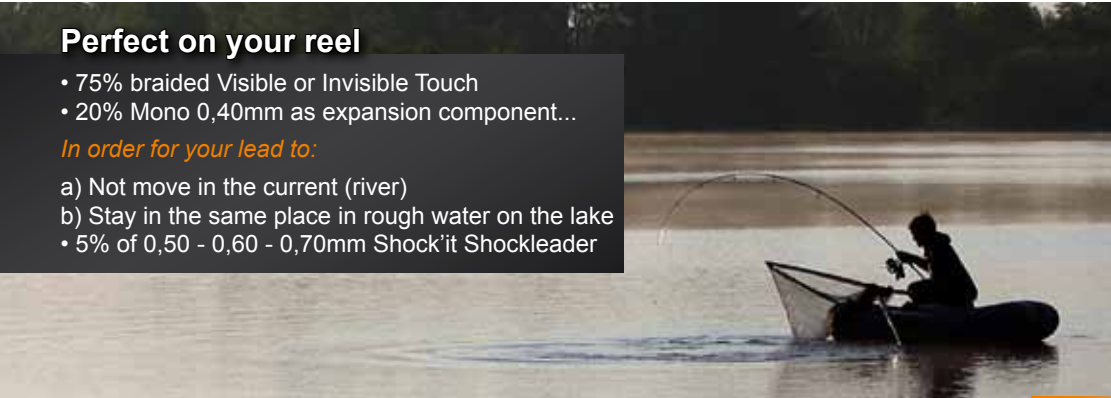 Perfect on your reel
• 75% braided Visible or Invisible Touch
• 20% Mono 0,40mm as expansion component...
In order for your lead to:
a) Not move in the current (river)
b) Stay in the same place in rough water on the lake
• 5% of 0,50 - 0,60 - 0,70mm Shock'it Shockleader